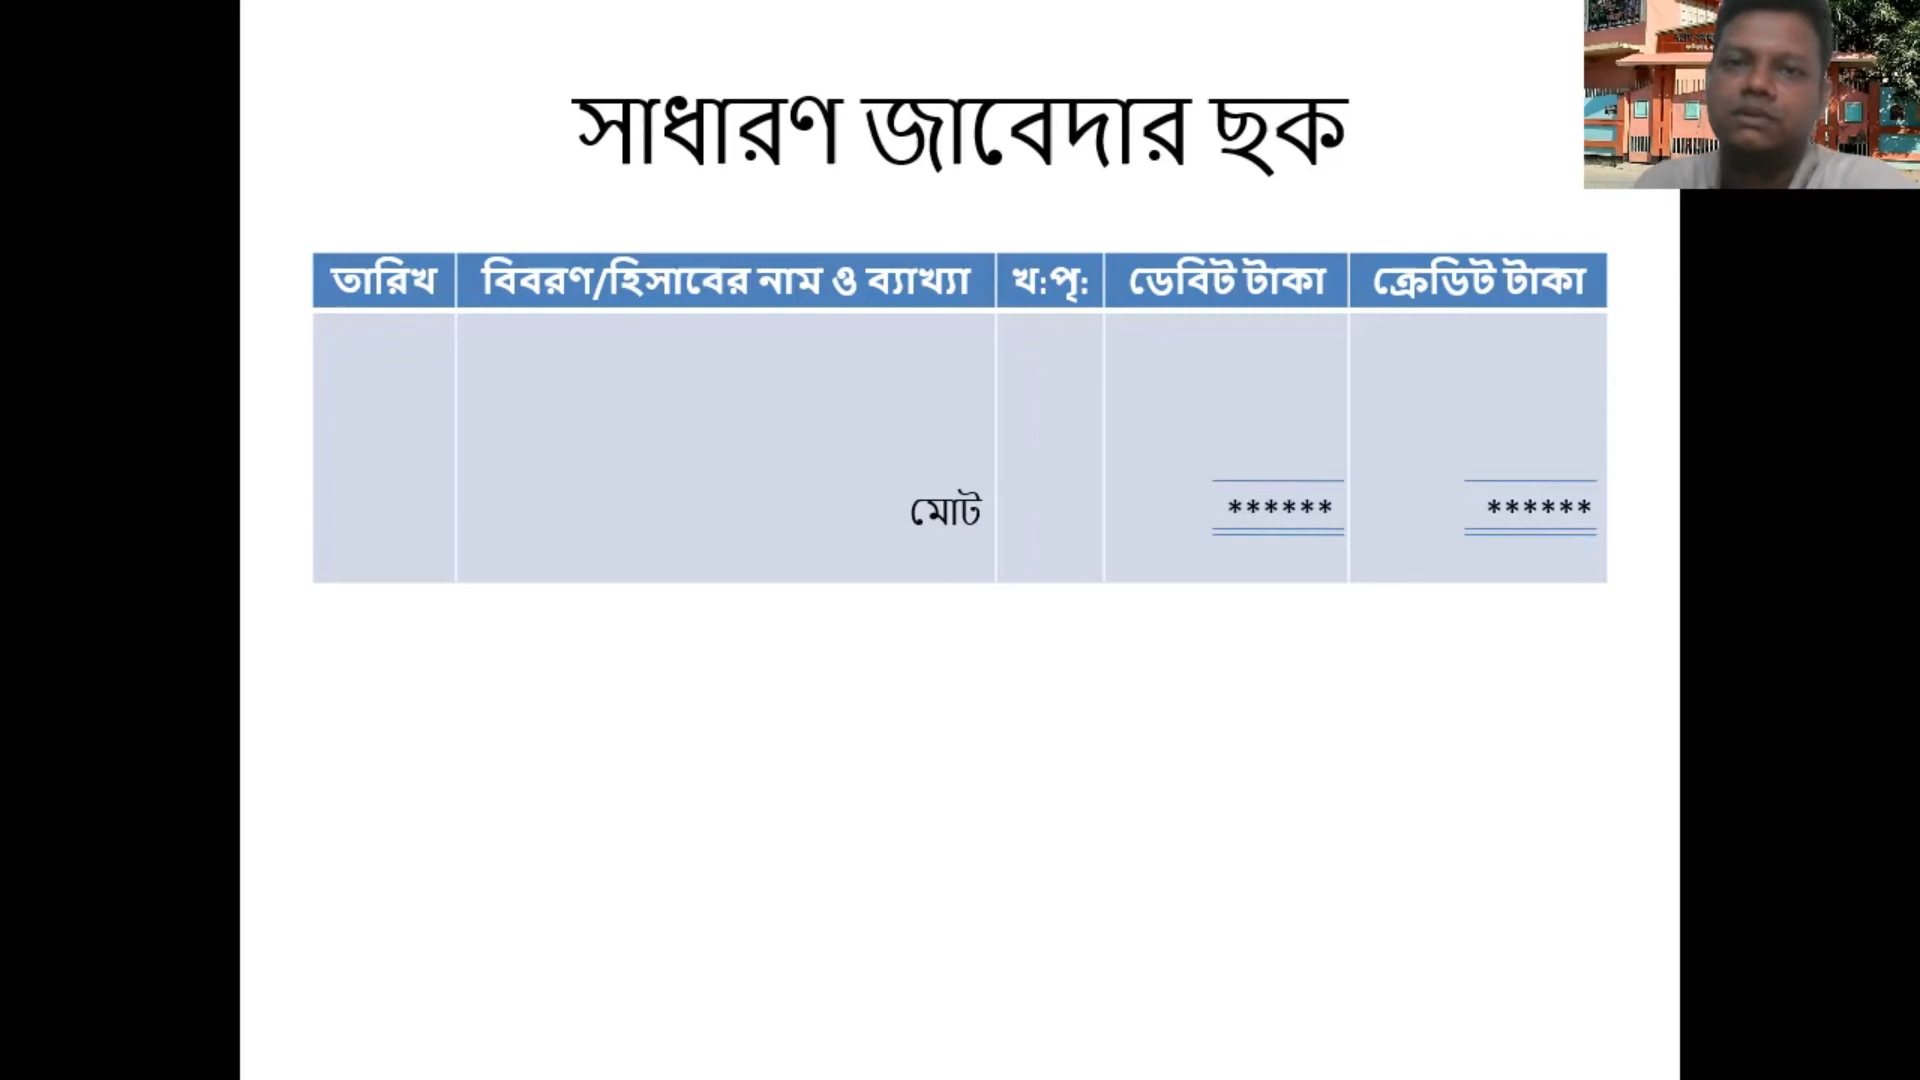 সাধারণ জাবেদার ছক
তারিখ বিবরণ/হিসাবের নাম ও ব্যাখ্যা খ:পৃ: ডেবিট টাকা ক্রেডিট টাকা
মোট ****** ******